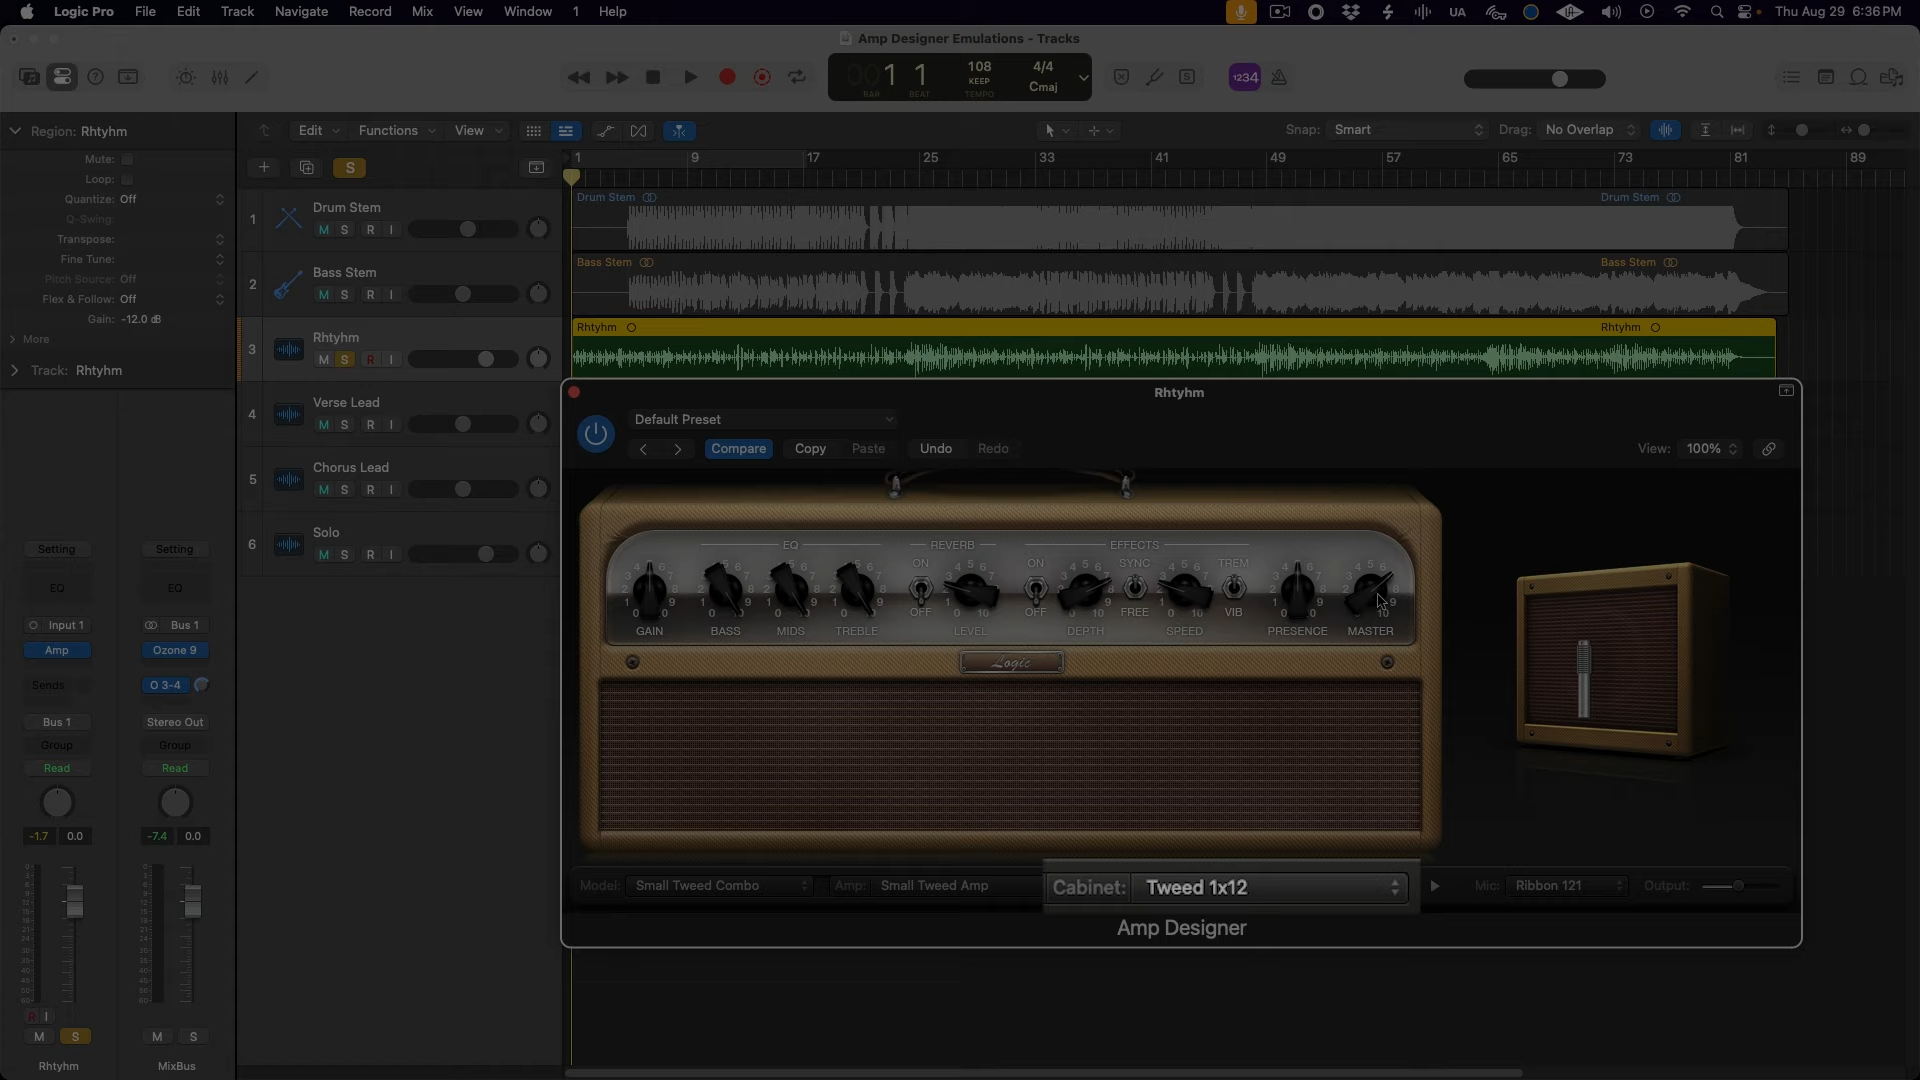 Logic Pro File Edit Track Navigate Record Mix View Window 1 Help UA Thu Aug 29 6:36 PM
Amp Designer Emulations - Tracks
001 1 108 4/4
KEEP Cmaj
BAR BEAT TEMPO
S 1234
Region: Rhtyhm
Edit Functions View Snap: Smart Drag: No Overlap
Mute:
Loop:
Quantize: Off
Q-Swing:
Transpose:
Fine Tune:
Pitch Source: Off
Flex & Follow: Off
Gain: -12.0 dB
More
Track: Rhtyhm
S
1 9 17 25 33 41 49 57 65 73 81 89
1 Drum Stem
M S R I
Drum Stem Drum Stem
2 Bass Stem
M S R I
Bass Stem Bass Stem
3 Rhtyhm
M S R I
Rhtyhm Rhtyhm
4 Verse Lead
M S R I
5 Chorus Lead
M S R I
6 Solo
M S R I
Rhtyhm
Default Preset
Compare Copy Paste Undo Redo View: 100%
EQ REVERB EFFECTS
ON ON SYNC TREM
OFF OFF FREE VIB
GAIN BASS MIDS TREBLE LEVEL DEPTH SPEED PRESENCE MASTER
Logic
Model: Small Tweed Combo Amp: Small Tweed Amp Cabinet: Tweed 1x12 Mic: Ribbon 121 Output:
Amp Designer
Setting Setting
EQ EQ
Input 1 Bus 1
Amp Ozone 9
Sends O 3-4
Bus 1 Stereo Out
Group Group
Read Read
-1.7 0.0 -7.4 0.0
R I
M S M S
Rhtyhm MixBus